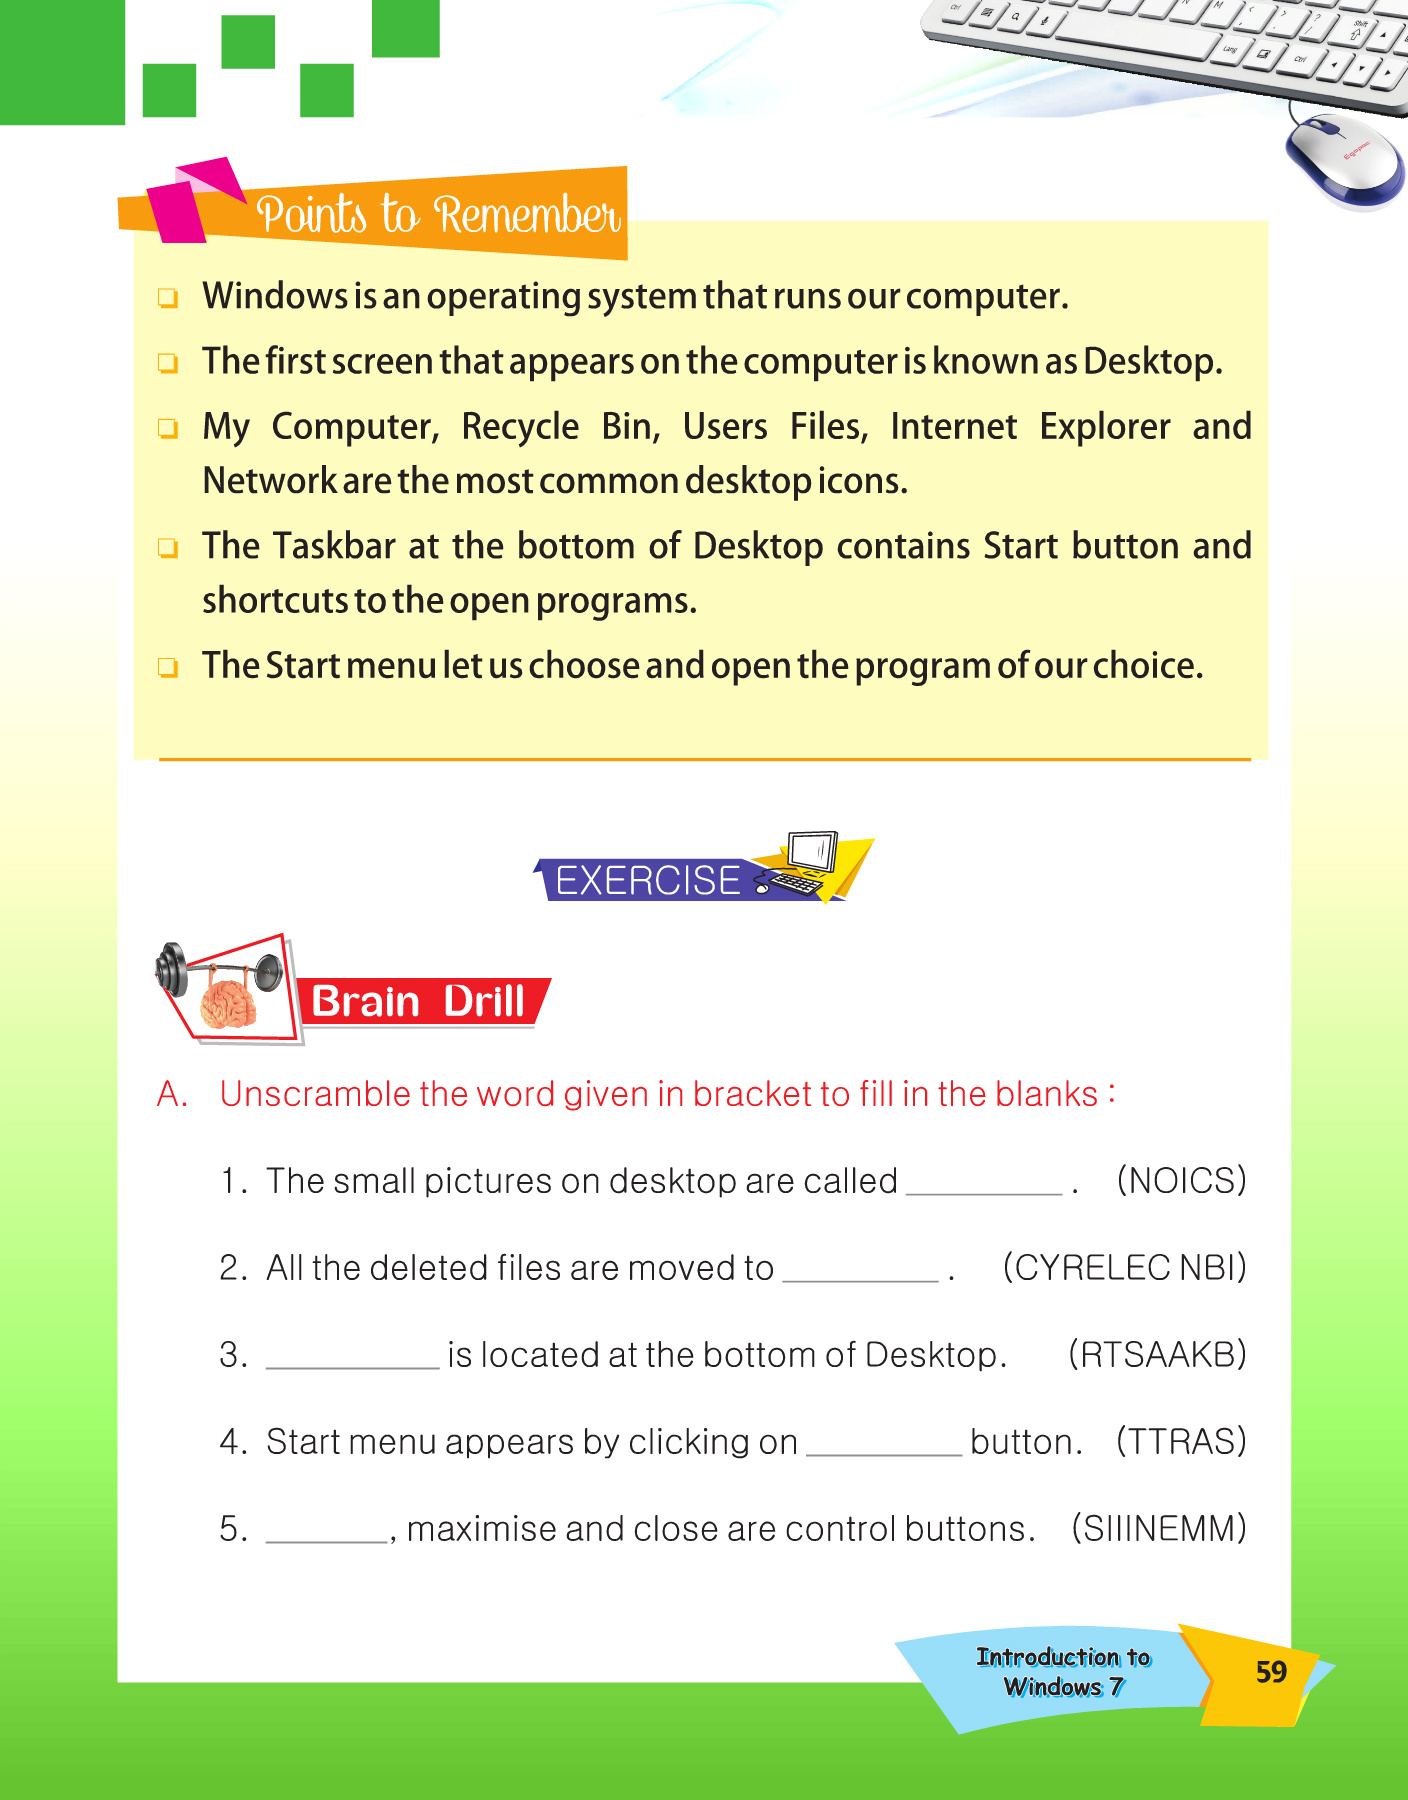 Points to Remember
❏ Windows is an operating system that runs our computer.
❏ The first screen that appears on the computer is known as Desktop.
❏ My Computer, Recycle Bin, Users Files, Internet Explorer and
Network are the most common desktop icons.
❏ The Taskbar at the bottom of Desktop contains Start button and
shortcuts to the open programs.
❏ The Start menu let us choose and open the program of our choice.
EXERCISE
Brain Drill
A. Unscramble the word given in bracket to fill in the blanks :
1. The small pictures on desktop are called _________ . (NOICS)
2. All the deleted files are moved to _________ . (CYRELEC NBI)
3. __________ is located at the bottom of Desktop. (RTSAAKB)
4. Start menu appears by clicking on _________ button. (TTRAS)
5. _______, maximise and close are control buttons. (SIIINEMM)
Introduction to
Windows 7
59